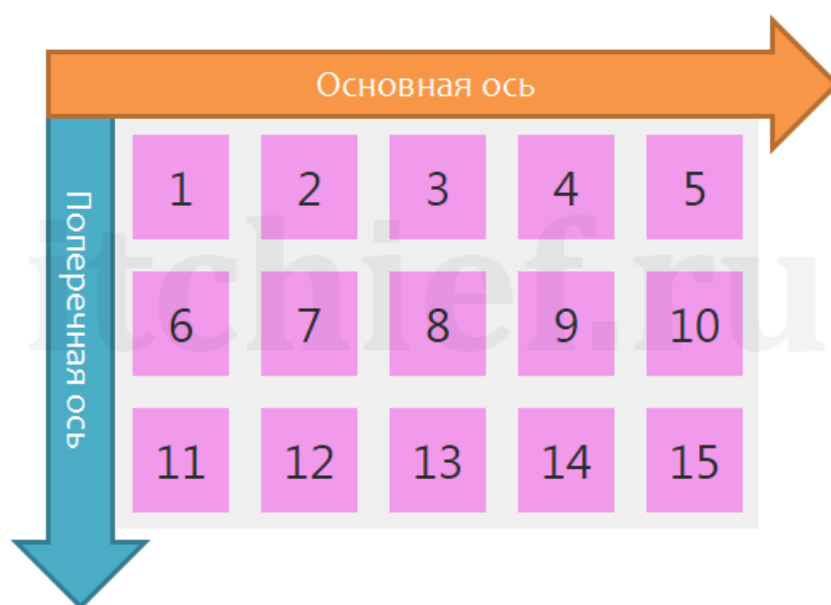 Основная ось
Поперечная ось
1 2 3 4 5
6 7 8 9 10
11 12 13 14 15
itchief.ru